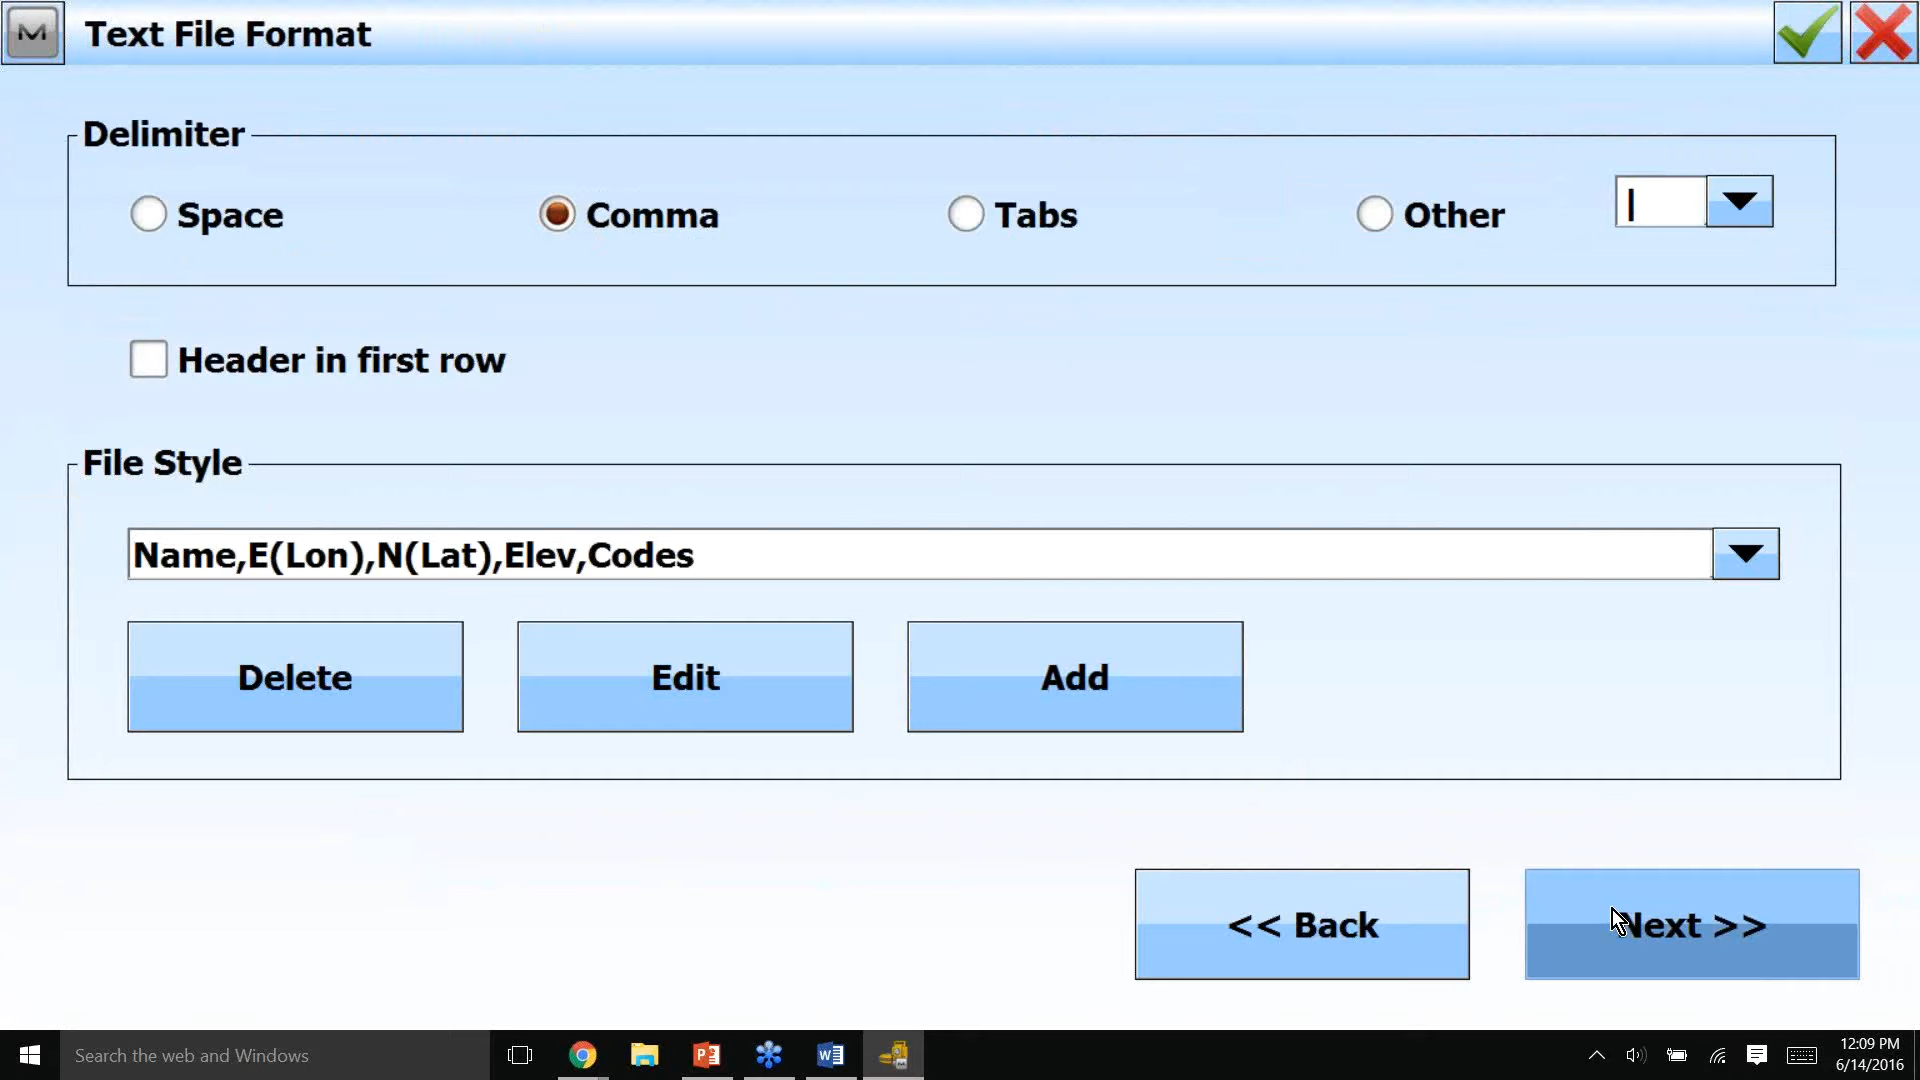 Text File Format
Delimiter
Space
Comma
Tabs
Other
|
Header in first row
File Style
Name,E(Lon),N(Lat),Elev,Codes
Delete
Edit
Add
<< Back
Next >>
Search the web and Windows
12:09 PM
6/14/2016